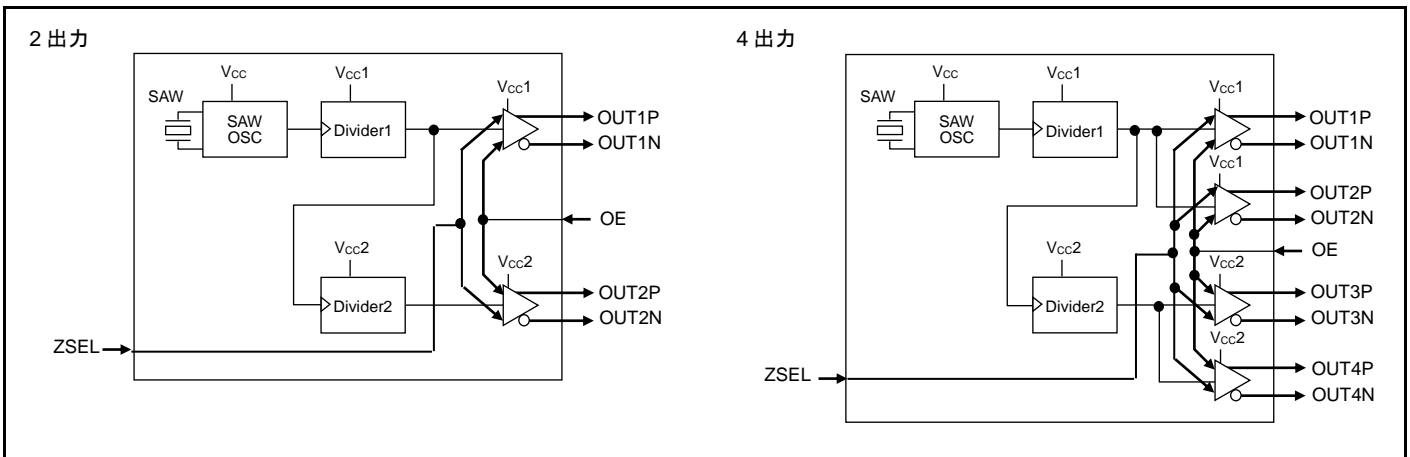 2 出力
Vcc
Vcc1
Vcc1
SAW
SAW
OSC
Divider1
OUT1P
OUT1N
OE
Vcc2
Vcc2
Divider2
OUT2P
OUT2N
ZSEL
4 出力
Vcc
Vcc1
Vcc1
SAW
SAW
OSC
Divider1
OUT1P
OUT1N
Vcc1
OUT2P
OUT2N
OE
Vcc2
Vcc2
Divider2
OUT3P
OUT3N
Vcc2
OUT4P
OUT4N
ZSEL